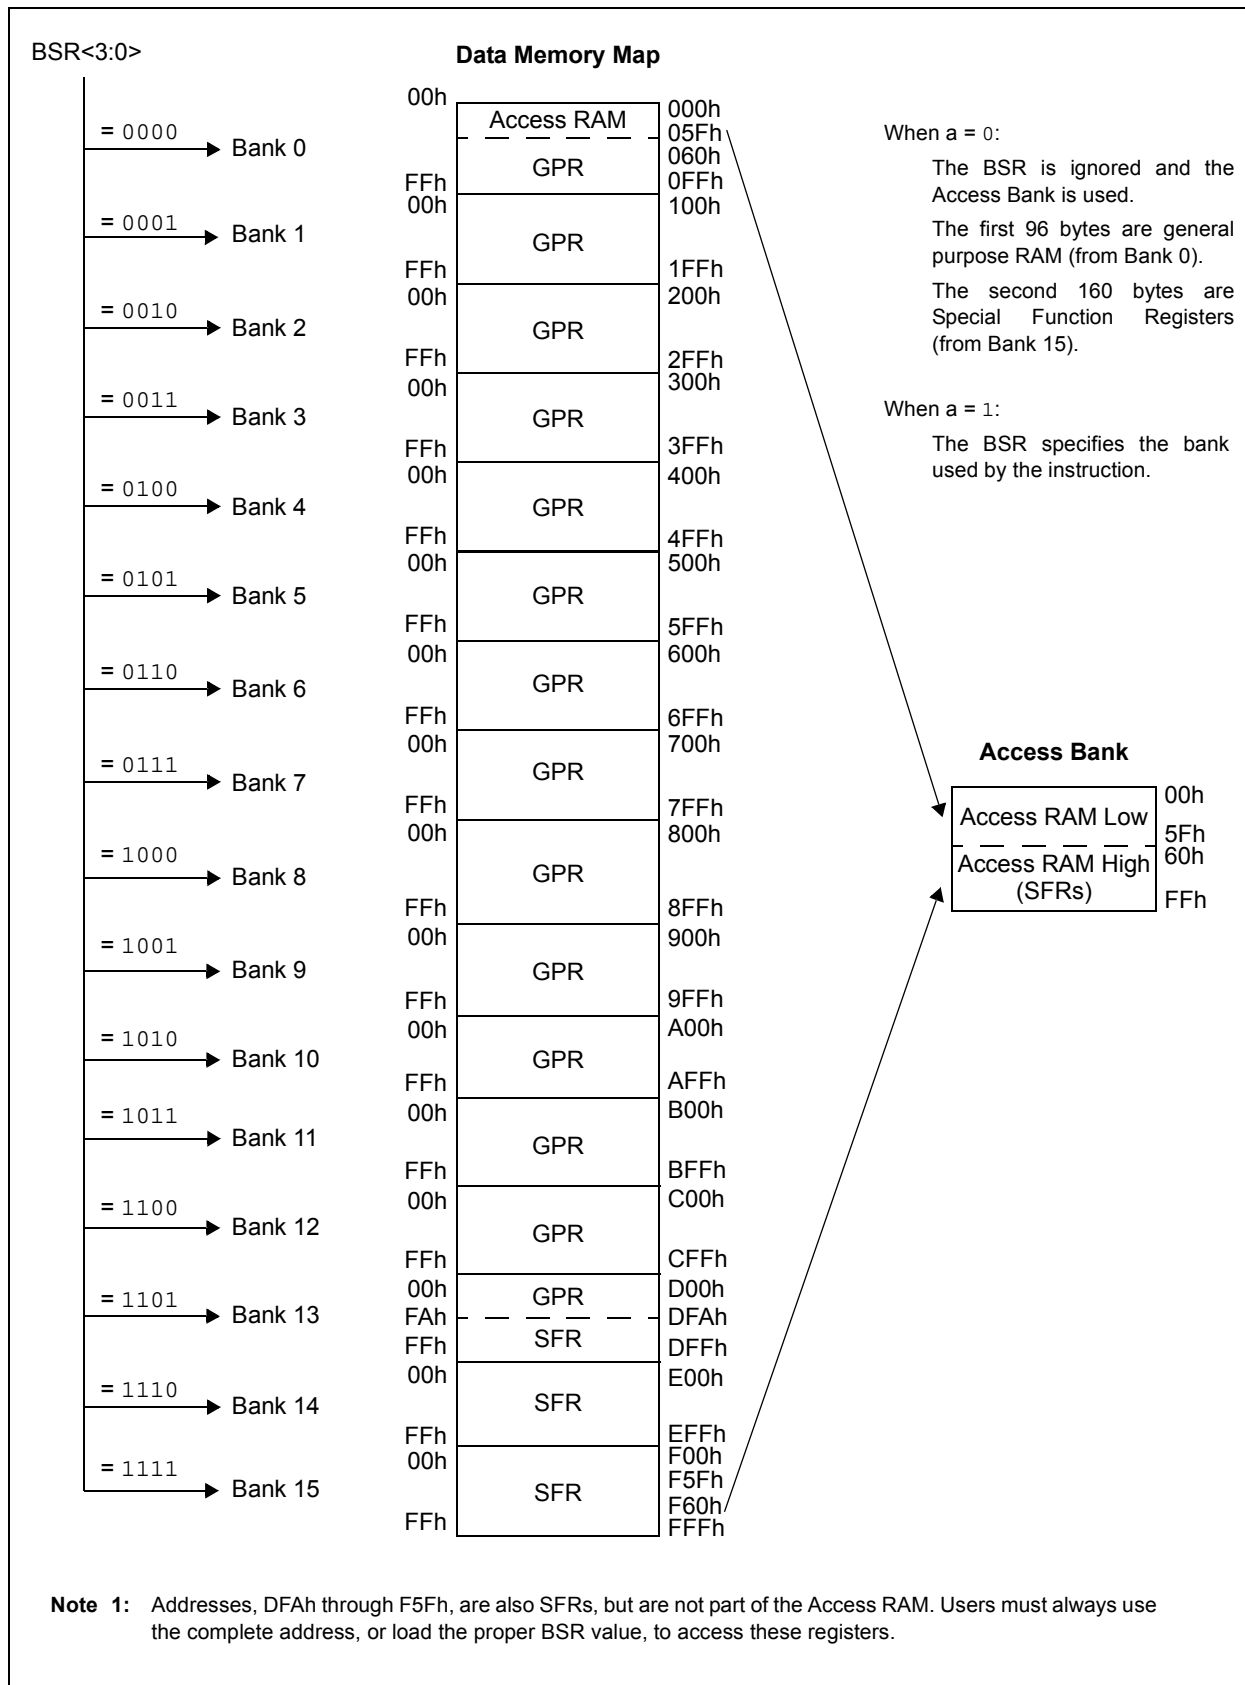 BSR<3:0>
Data Memory Map
= 0000
Bank 0
00h
Access RAM
000h
05Fh
060h
GPR
FFh
0FFh
= 0001
Bank 1
00h
100h
GPR
FFh
1FFh
= 0010
Bank 2
00h
200h
GPR
FFh
2FFh
= 0011
Bank 3
00h
300h
GPR
FFh
3FFh
= 0100
Bank 4
00h
400h
GPR
FFh
4FFh
= 0101
Bank 5
00h
500h
GPR
FFh
5FFh
= 0110
Bank 6
00h
600h
GPR
FFh
6FFh
= 0111
Bank 7
00h
700h
GPR
FFh
7FFh
= 1000
Bank 8
00h
800h
GPR
FFh
8FFh
= 1001
Bank 9
00h
900h
GPR
FFh
9FFh
= 1010
Bank 10
00h
A00h
GPR
FFh
AFFh
= 1011
Bank 11
00h
B00h
GPR
FFh
BFFh
= 1100
Bank 12
00h
C00h
GPR
FFh
CFFh
= 1101
Bank 13
00h
GPR
D00h
FAh
DFAh
SFR
FFh
DFFh
= 1110
Bank 14
00h
E00h
SFR
FFh
EFFh
= 1111
Bank 15
00h
F00h
F5Fh
SFR
F60h
FFh
FFFh
When a = 0:
The BSR is ignored and the
Access Bank is used.
The first 96 bytes are general
purpose RAM (from Bank 0).
The second 160 bytes are
Special Function Registers
(from Bank 15).
When a = 1:
The BSR specifies the bank
used by the instruction.
Access Bank
00h
Access RAM Low
5Fh
60h
Access RAM High
(SFRs)
FFh
Note 1: Addresses, DFAh through F5Fh, are also SFRs, but are not part of the Access RAM. Users must always use
the complete address, or load the proper BSR value, to access these registers.